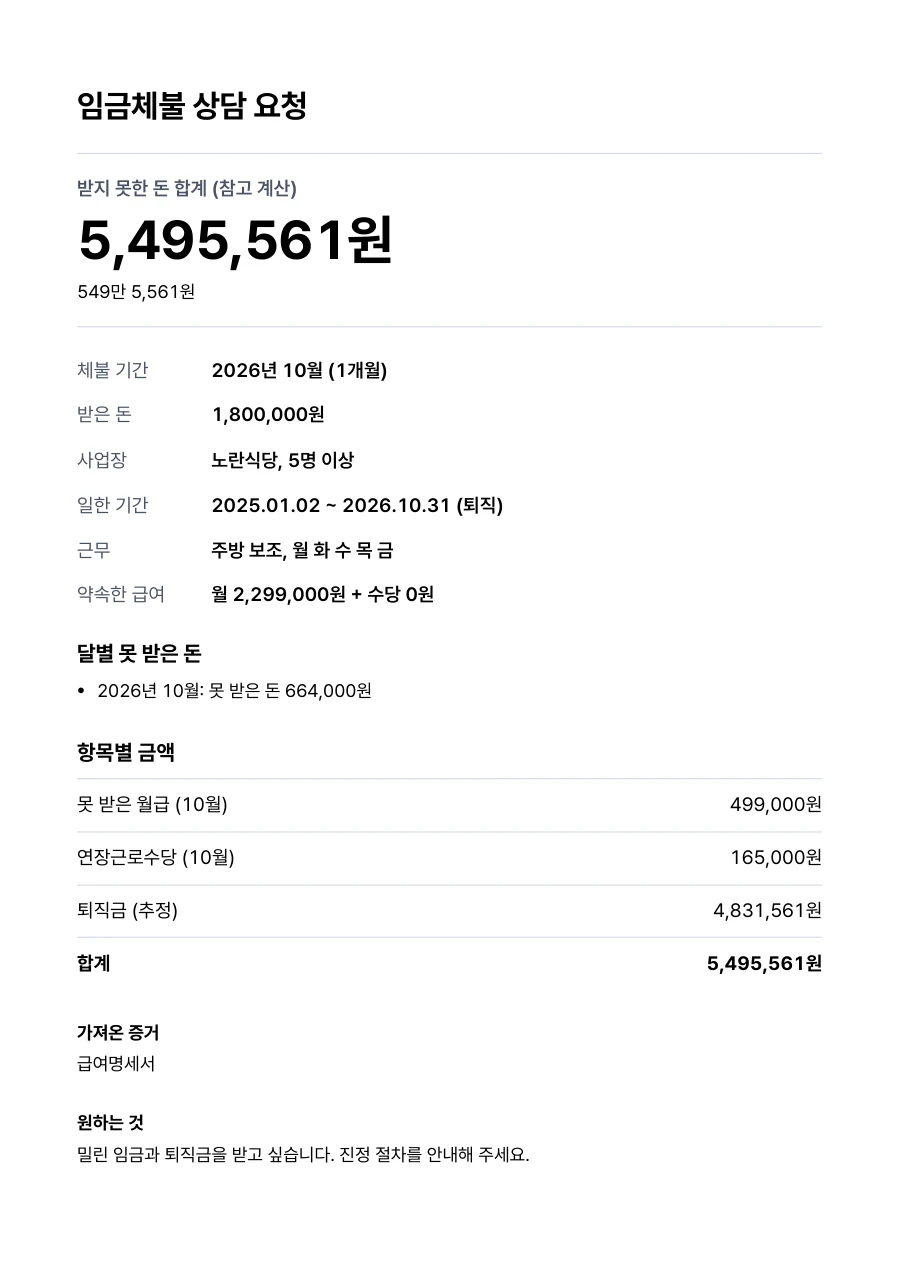 임금체불 상담 요청
받지 못한 돈 합계 (참고 계산)
5,495,561원
549만 5,561원
체불 기간 2026년 10월 (1개월)
받은 돈 1,800,000원
사업장 노란식당, 5명 이상
일한 기간 2025.01.02 ~ 2026.10.31 (퇴직)
근무 주방 보조, 월 화 수 목 금
약속한 급여 월 2,299,000원 + 수당 0원
달별 못 받은 돈
• 2026년 10월: 못 받은 돈 664,000원
항목별 금액
못 받은 월급 (10월) 499,000원
연장근로수당 (10월) 165,000원
퇴직금 (추정) 4,831,561원
합계 5,495,561원
가져온 증거
급여명세서
원하는 것
밀린 임금과 퇴직금을 받고 싶습니다. 진정 절차를 안내해 주세요.